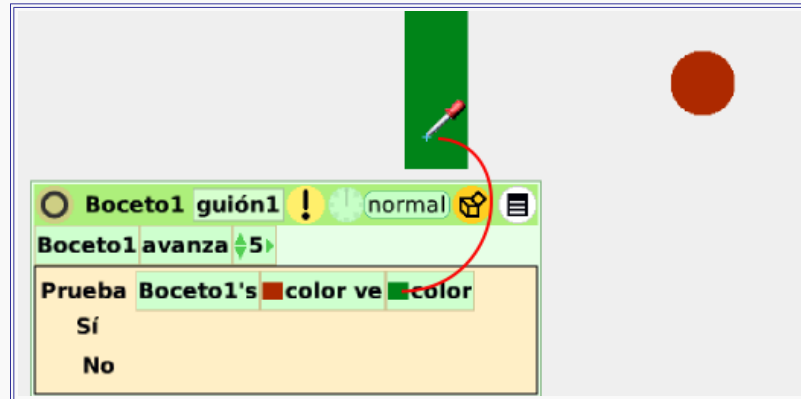 Boceto1 guión1 ! normal
Boceto1 avanza 5
Prueba Boceto1's color ve color
Sí
No